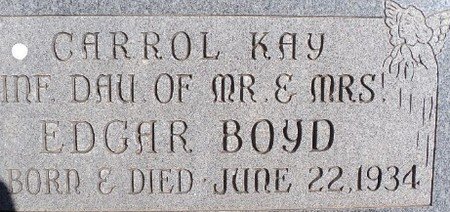 CARROL KAY
INF. DAU. OF MR. & MRS.
EDGAR BOYD
BORN & DIED · JUNE 22, 1934